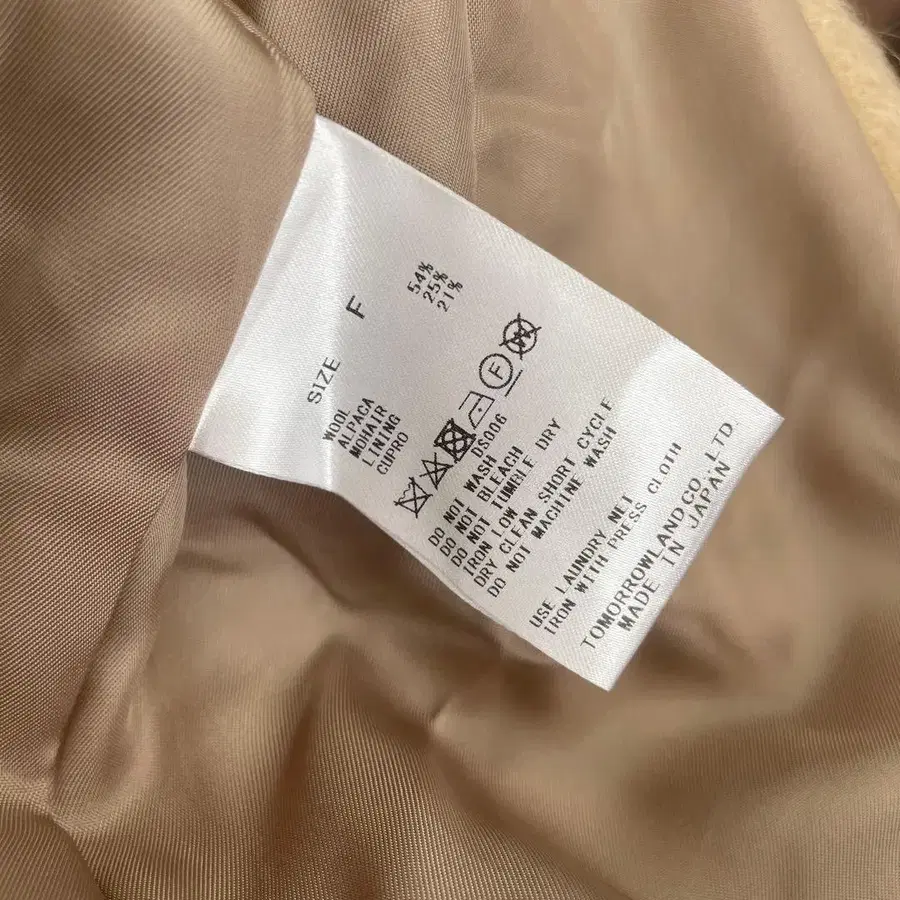 SIZE F
WOOL 54%
ALPACA 25%
MOHAIR 21%
LINING
CUPRO
F
W
DS006
DO NOT WASH
DO NOT BLEACH
DO NOT TUMBLE DRY
IRON LOW
DRY CLEAN SHORT CYCLE
DO NOT MACHINE WASH
USE LAUNDRY NET
IRON WITH PRESS CLOTH
TOMORROWLAND CO., LTD
MADE IN JAPAN